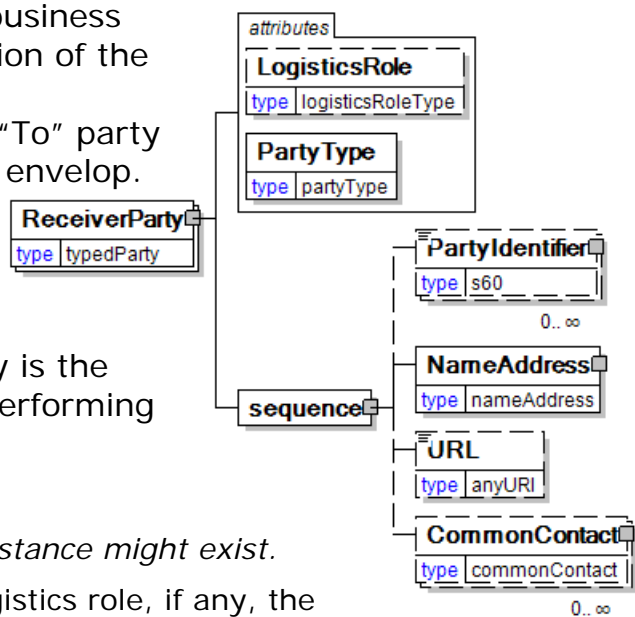 business
attributes
ion of the
LogisticsRole
type logisticsRoleType
“To” party
PartyType
envelop.
type partyType
ReceiverParty
type typedParty
PartyIdentifier
type s60
0.. ∞
y is the
NameAddress
erforming
type nameAddress
sequence
URL
type anyURI
stance might exist.
CommonContact
type commonContact
gistics role, if any, the
0.. ∞